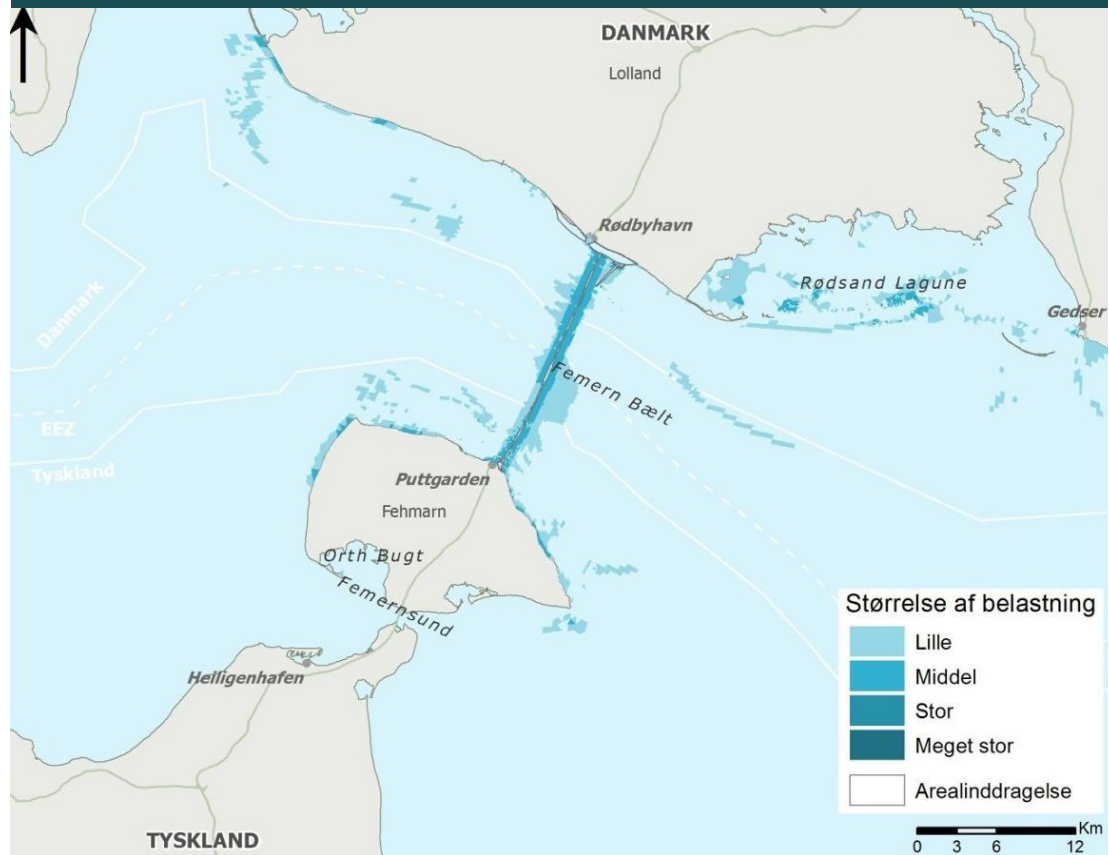 DANMARK
Lolland
Rødbyhavn
Rødsand Lagune
Gedser
Danmark
Femern Bælt
EEZ
Tyskland
Puttgarden
Fehmarn
Orth Bugt
Femernsund
Heiligenhafen
TYSKLAND
Størrelse af belastning
Lille
Middel
Stor
Meget stor
Arealinddragelse
Km
0 3 6 12